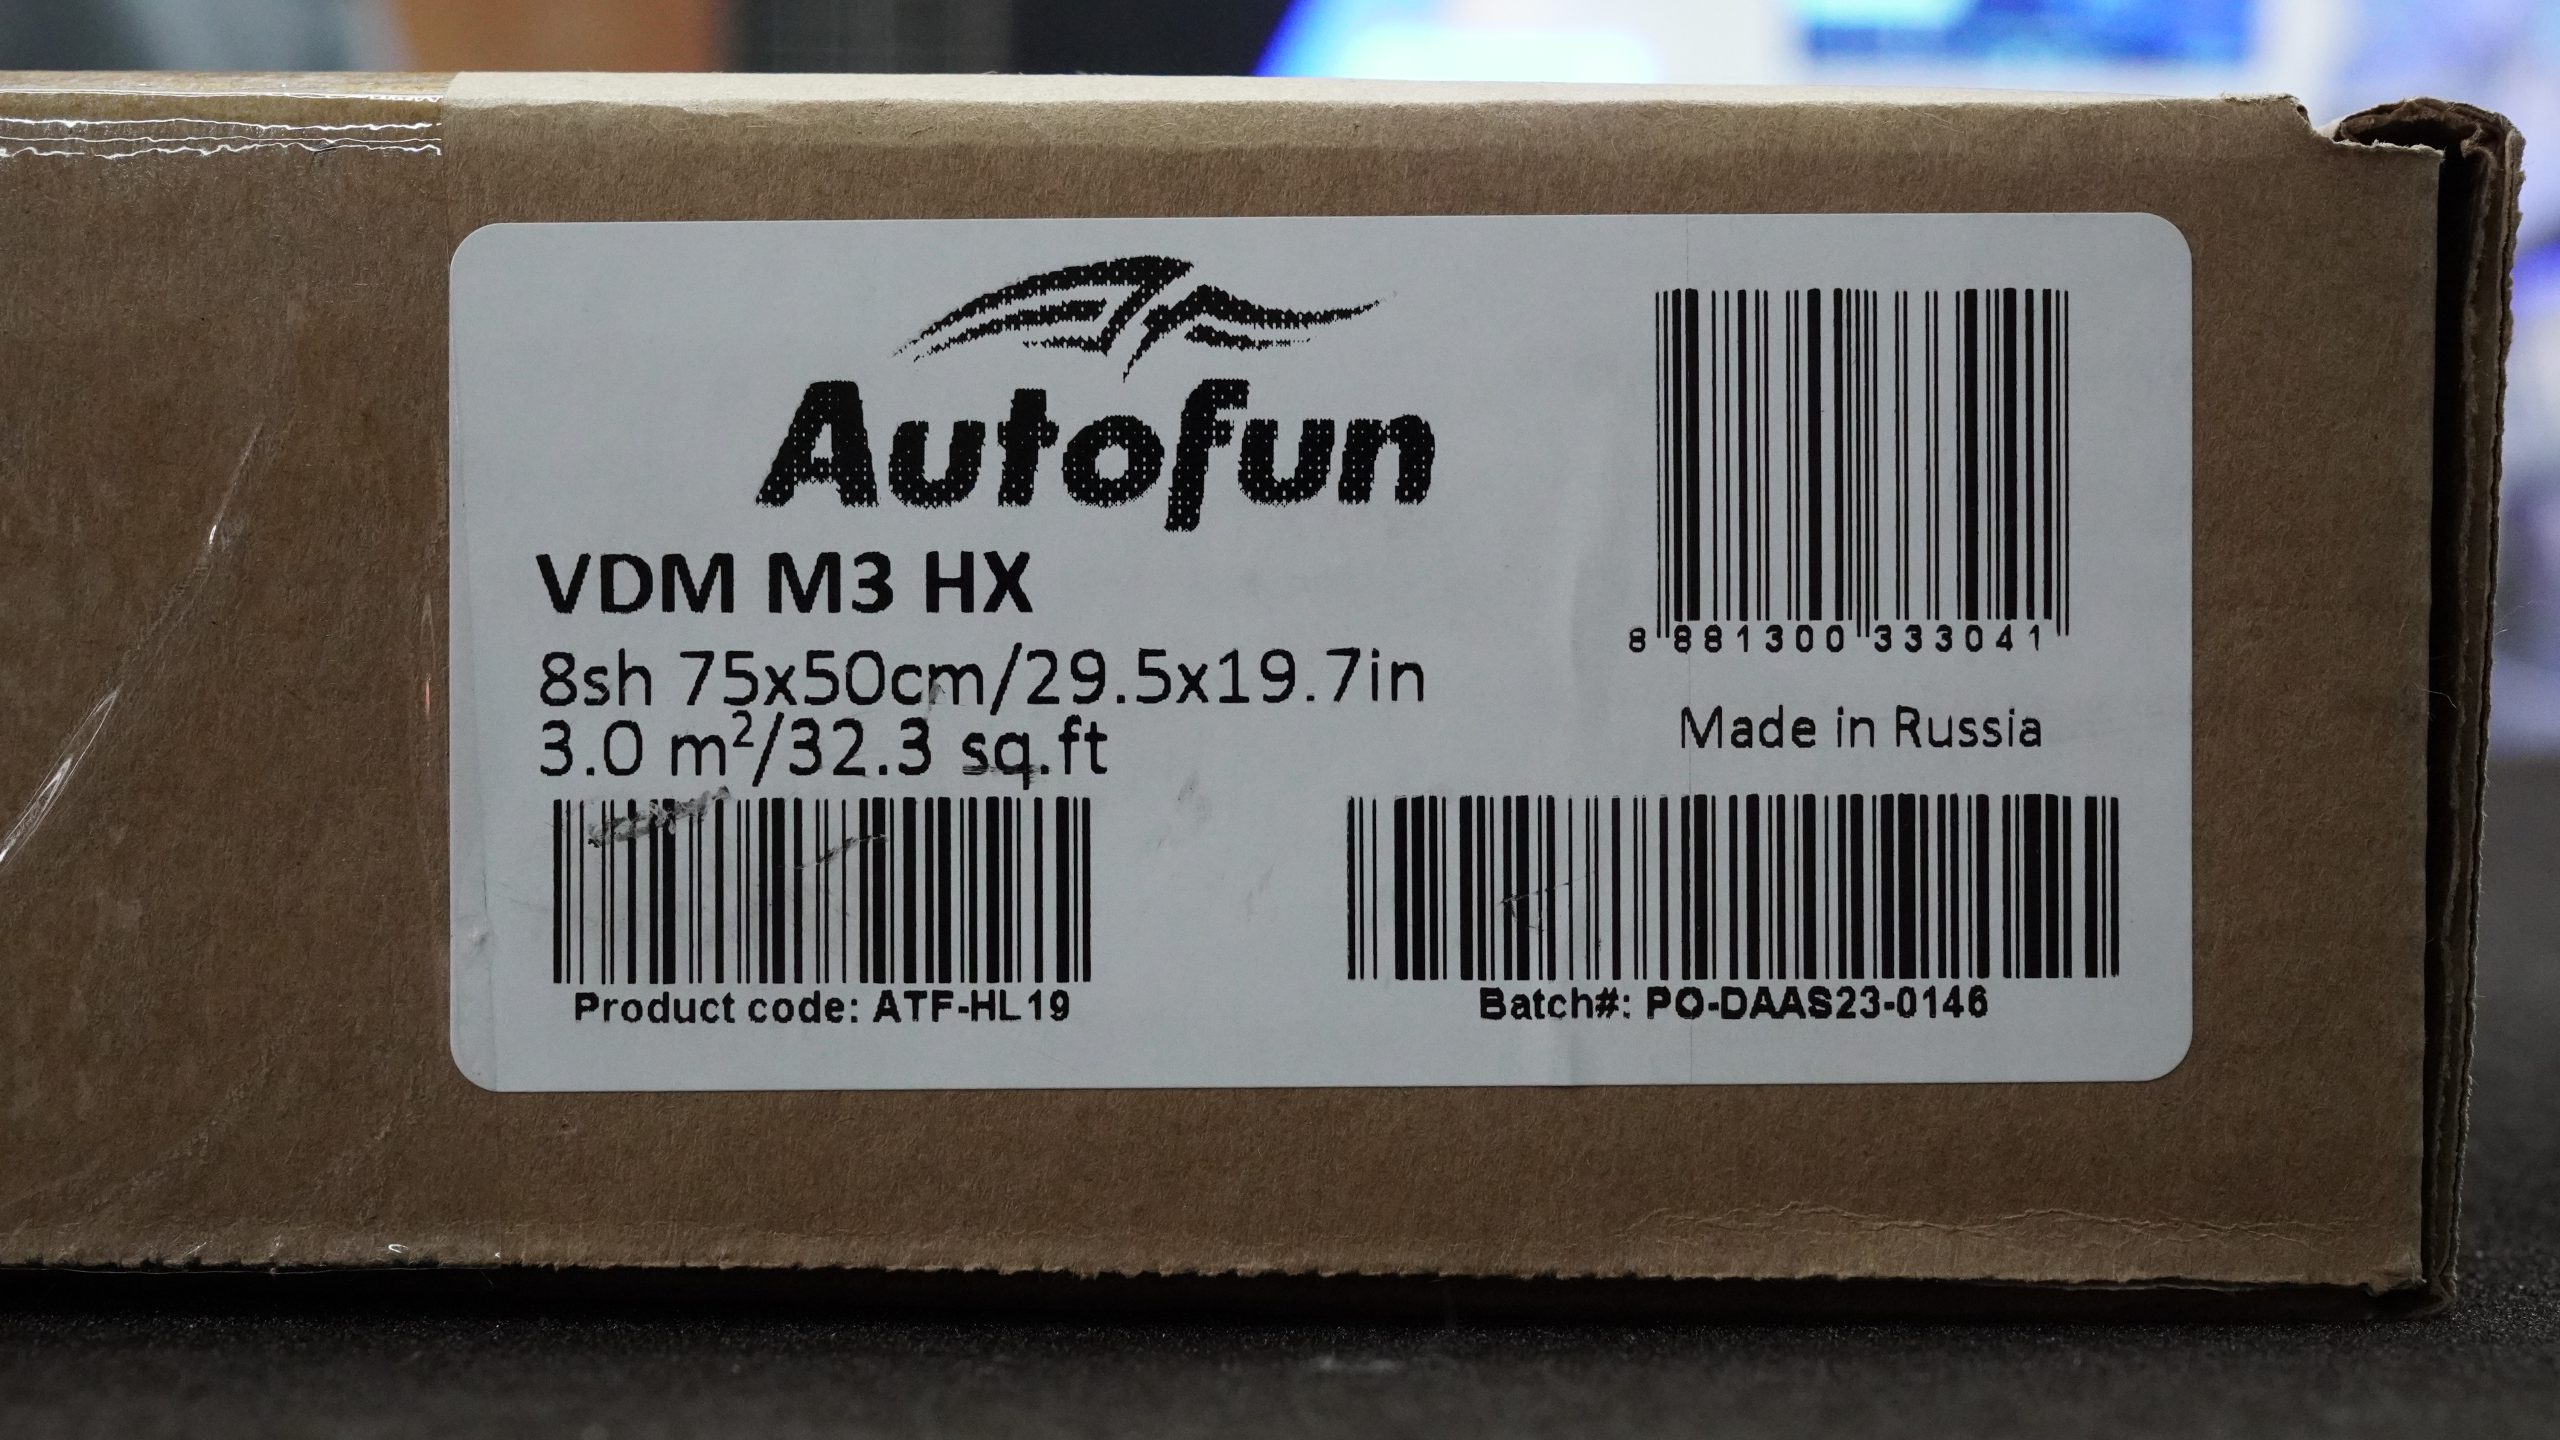 Autofun
VDM M3 HX
8sh 75x50cm/29.5x19.7in
3.0 m²/32.3 sq.ft
8 881300 333041
Made in Russia
Product code: ATF-HL19
Batch#: PO-DAAS23-0146